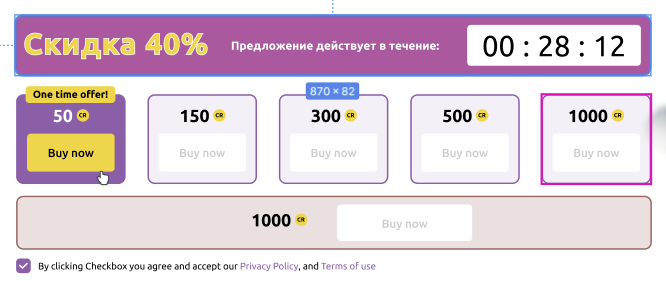 Скидка 40%
Предложение действует в течение:
00 : 28 : 12
One time offer!
870 × 82
50 CR
150 CR
300 CR
500 CR
1000 CR
Buy now
Buy now
Buy now
Buy now
Buy now
1000 CR
Buy now
By clicking Checkbox you agree and accept our Privacy Policy, and Terms of use